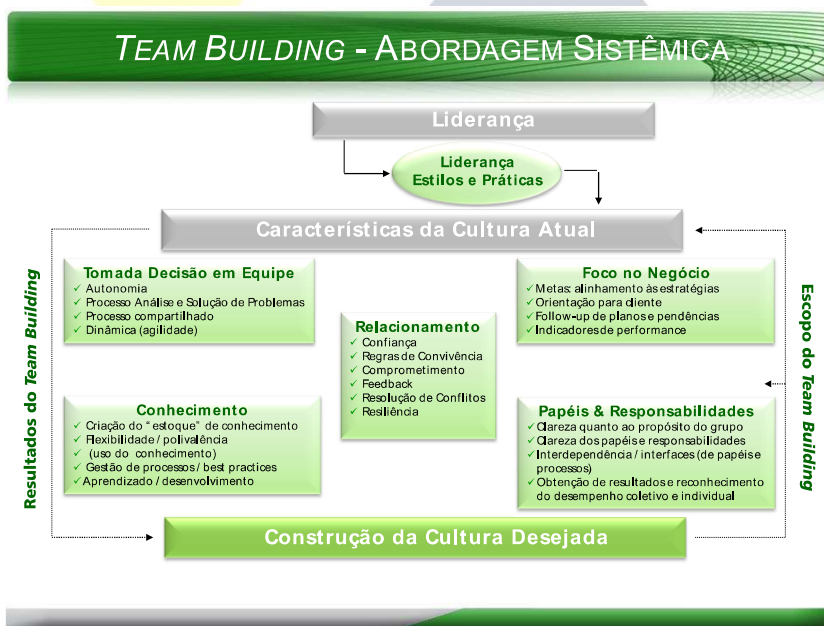 TEAM BUILDING - ABORDAGEM SISTÊMICA
Liderança
Liderança
Estilos e Práticas
Características da Cultura Atual
Resultados do Team Building
Tomada Decisão em Equipe
Autonomia
Processo Análise e Solução de Problemas
Processo compartilhado
Dinâmica (agilidade)
Foco no Negócio
Metas: alinhamento às estratégias
Orientação para cliente
Follow-up de planos e pendências
Indicadores de performance
Relacionamento
Confiança
Regras de Convivência
Comprometimento
Feedback
Resolução de Conflitos
Resiliência
Conhecimento
Criação do "estoque" de conhecimento
Flexibilidade / polivalência
(uso do conhecimento)
Gestão de processos / best practices
Aprendizado / desenvolvimento
Papéis & Responsabilidades
Clareza quanto ao propósito do grupo
Clareza dos papéis e responsabilidades
Interdependência / interfaces (de papéis e
processos)
Obtenção de resultados e reconhecimento
do desempenho coletivo e individual
Escopo do Team Building
Construção da Cultura Desejada